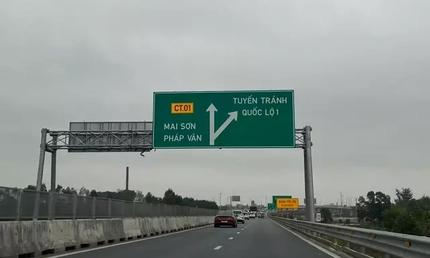 CT.01
MAI SƠN
PHÁP VÂN
TUYẾN TRÁNH
QUỐC LỘ 1